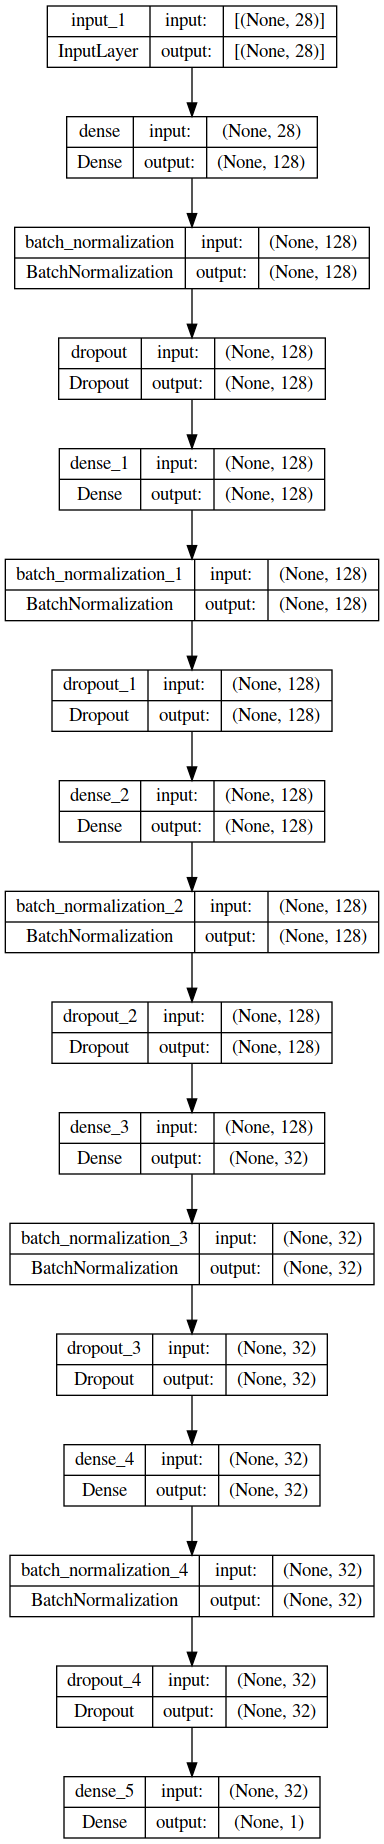 input_1 input: [(None, 28)]
InputLayer output: [(None, 28)]
dense input: (None, 28)
Dense output: (None, 128)
batch_normalization input: (None, 128)
BatchNormalization output: (None, 128)
dropout input: (None, 128)
Dropout output: (None, 128)
dense_1 input: (None, 128)
Dense output: (None, 128)
batch_normalization_1 input: (None, 128)
BatchNormalization output: (None, 128)
dropout_1 input: (None, 128)
Dropout output: (None, 128)
dense_2 input: (None, 128)
Dense output: (None, 128)
batch_normalization_2 input: (None, 128)
BatchNormalization output: (None, 128)
dropout_2 input: (None, 128)
Dropout output: (None, 128)
dense_3 input: (None, 128)
Dense output: (None, 32)
batch_normalization_3 input: (None, 32)
BatchNormalization output: (None, 32)
dropout_3 input: (None, 32)
Dropout output: (None, 32)
dense_4 input: (None, 32)
Dense output: (None, 32)
batch_normalization_4 input: (None, 32)
BatchNormalization output: (None, 32)
dropout_4 input: (None, 32)
Dropout output: (None, 32)
dense_5 input: (None, 32)
Dense output: (None, 1)